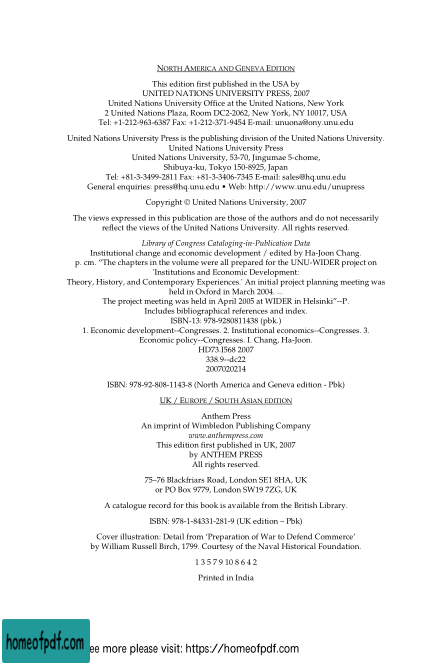 NORTH AMERICA AND GENEVA EDITION
This edition first published in the USA by
UNITED NATIONS UNIVERSITY PRESS, 2007
United Nations University Office at the United Nations, New York
2 United Nations Plaza, Room DC2-2062, New York, NY 10017, USA
Tel: +1-212-963-6387 Fax: +1-212-371-9454 E-mail: unuona@ony.unu.edu
United Nations University Press is the publishing division of the United Nations University.
United Nations University Press
United Nations University, 53-70, Jingumae 5-chome,
Shibuya-ku, Tokyo 150-8925, Japan
Tel: +81-3-3499-2811 Fax: +81-3-3406-7345 E-mail: sales@hq.unu.edu
General enquiries: press@hq.unu.edu • Web: http://www.unu.edu/unupress
Copyright © United Nations University, 2007
The views expressed in this publication are those of the authors and do not necessarily
reflect the views of the United Nations University. All rights reserved.
Library of Congress Cataloging-in-Publication Data
Institutional change and economic development / edited by Ha-Joon Chang.
p. cm. "The chapters in the volume were all prepared for the UNU-WIDER project on
'Institutions and Economic Development:
Theory, History, and Contemporary Experiences.' An initial project planning meeting was
held in Oxford in March 2004. ...
The project meeting was held in April 2005 at WIDER in Helsinki"--P.
Includes bibliographical references and index.
ISBN-13: 978-9280811438 (pbk.)
1. Economic development--Congresses. 2. Institutional economics--Congresses. 3.
Economic policy--Congresses. I. Chang, Ha-Joon.
HD73.I568 2007
338.9--dc22
2007020214
ISBN: 978-92-808-1143-8 (North America and Geneva edition - Pbk)
UK / EUROPE / SOUTH ASIAN EDITION
Anthem Press
An imprint of Wimbledon Publishing Company
www.anthempress.com
This edition first published in UK, 2007
by ANTHEM PRESS
All rights reserved.
75–76 Blackfriars Road, London SE1 8HA, UK
or PO Box 9779, London SW19 7ZG, UK
A catalogue record for this book is available from the British Library.
ISBN: 978-1-84331-281-9 (UK edition – Pbk)
Cover illustration: Detail from 'Preparation of War to Defend Commerce'
by William Russell Birch, 1799. Courtesy of the Naval Historical Foundation.
1 3 5 7 9 10 8 6 4 2
Printed in India
homeofpdf.com ee more please visit: https://homeofpdf.com